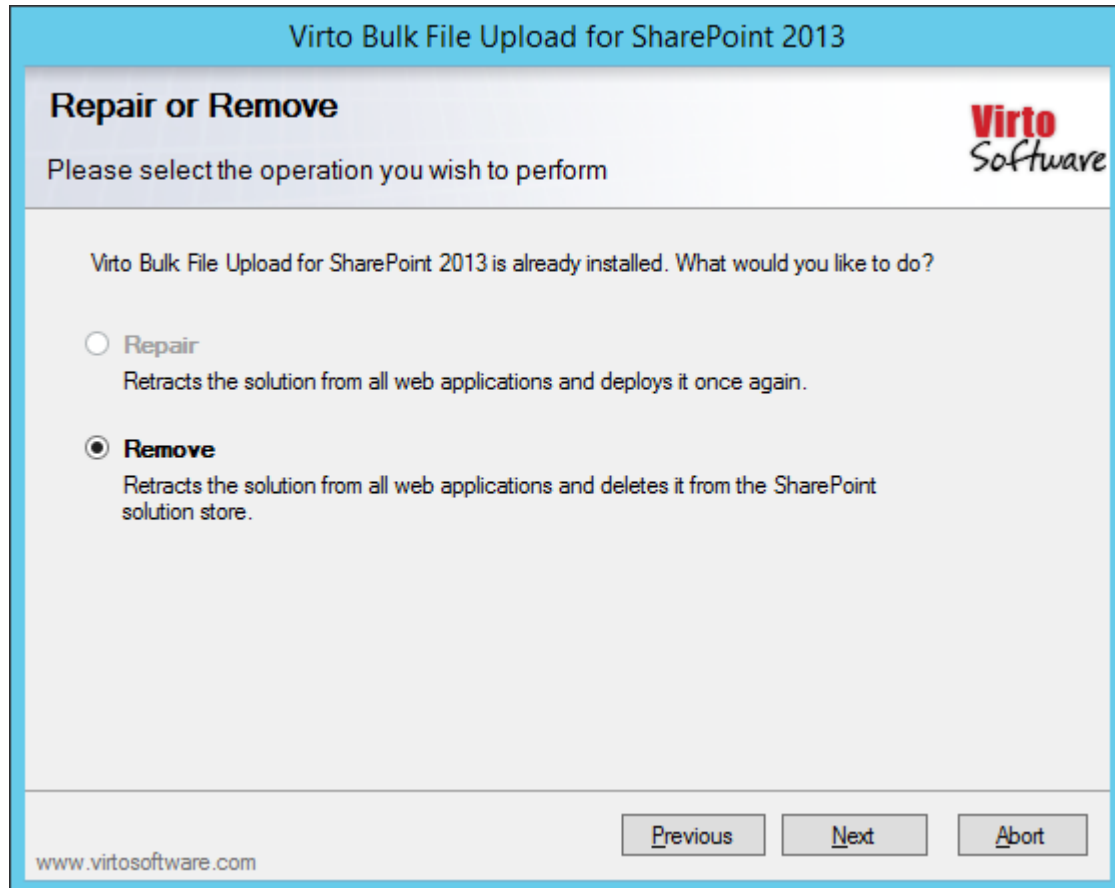 Virto Bulk File Upload for SharePoint 2013
Repair or Remove
Please select the operation you wish to perform
Virto
Software
Virto Bulk File Upload for SharePoint 2013 is already installed. What would you like to do?
Repair
Retracts the solution from all web applications and deploys it once again.
Remove
Retracts the solution from all web applications and deletes it from the SharePoint
solution store.
Previous
Next
Abort
www.virtosoftware.com